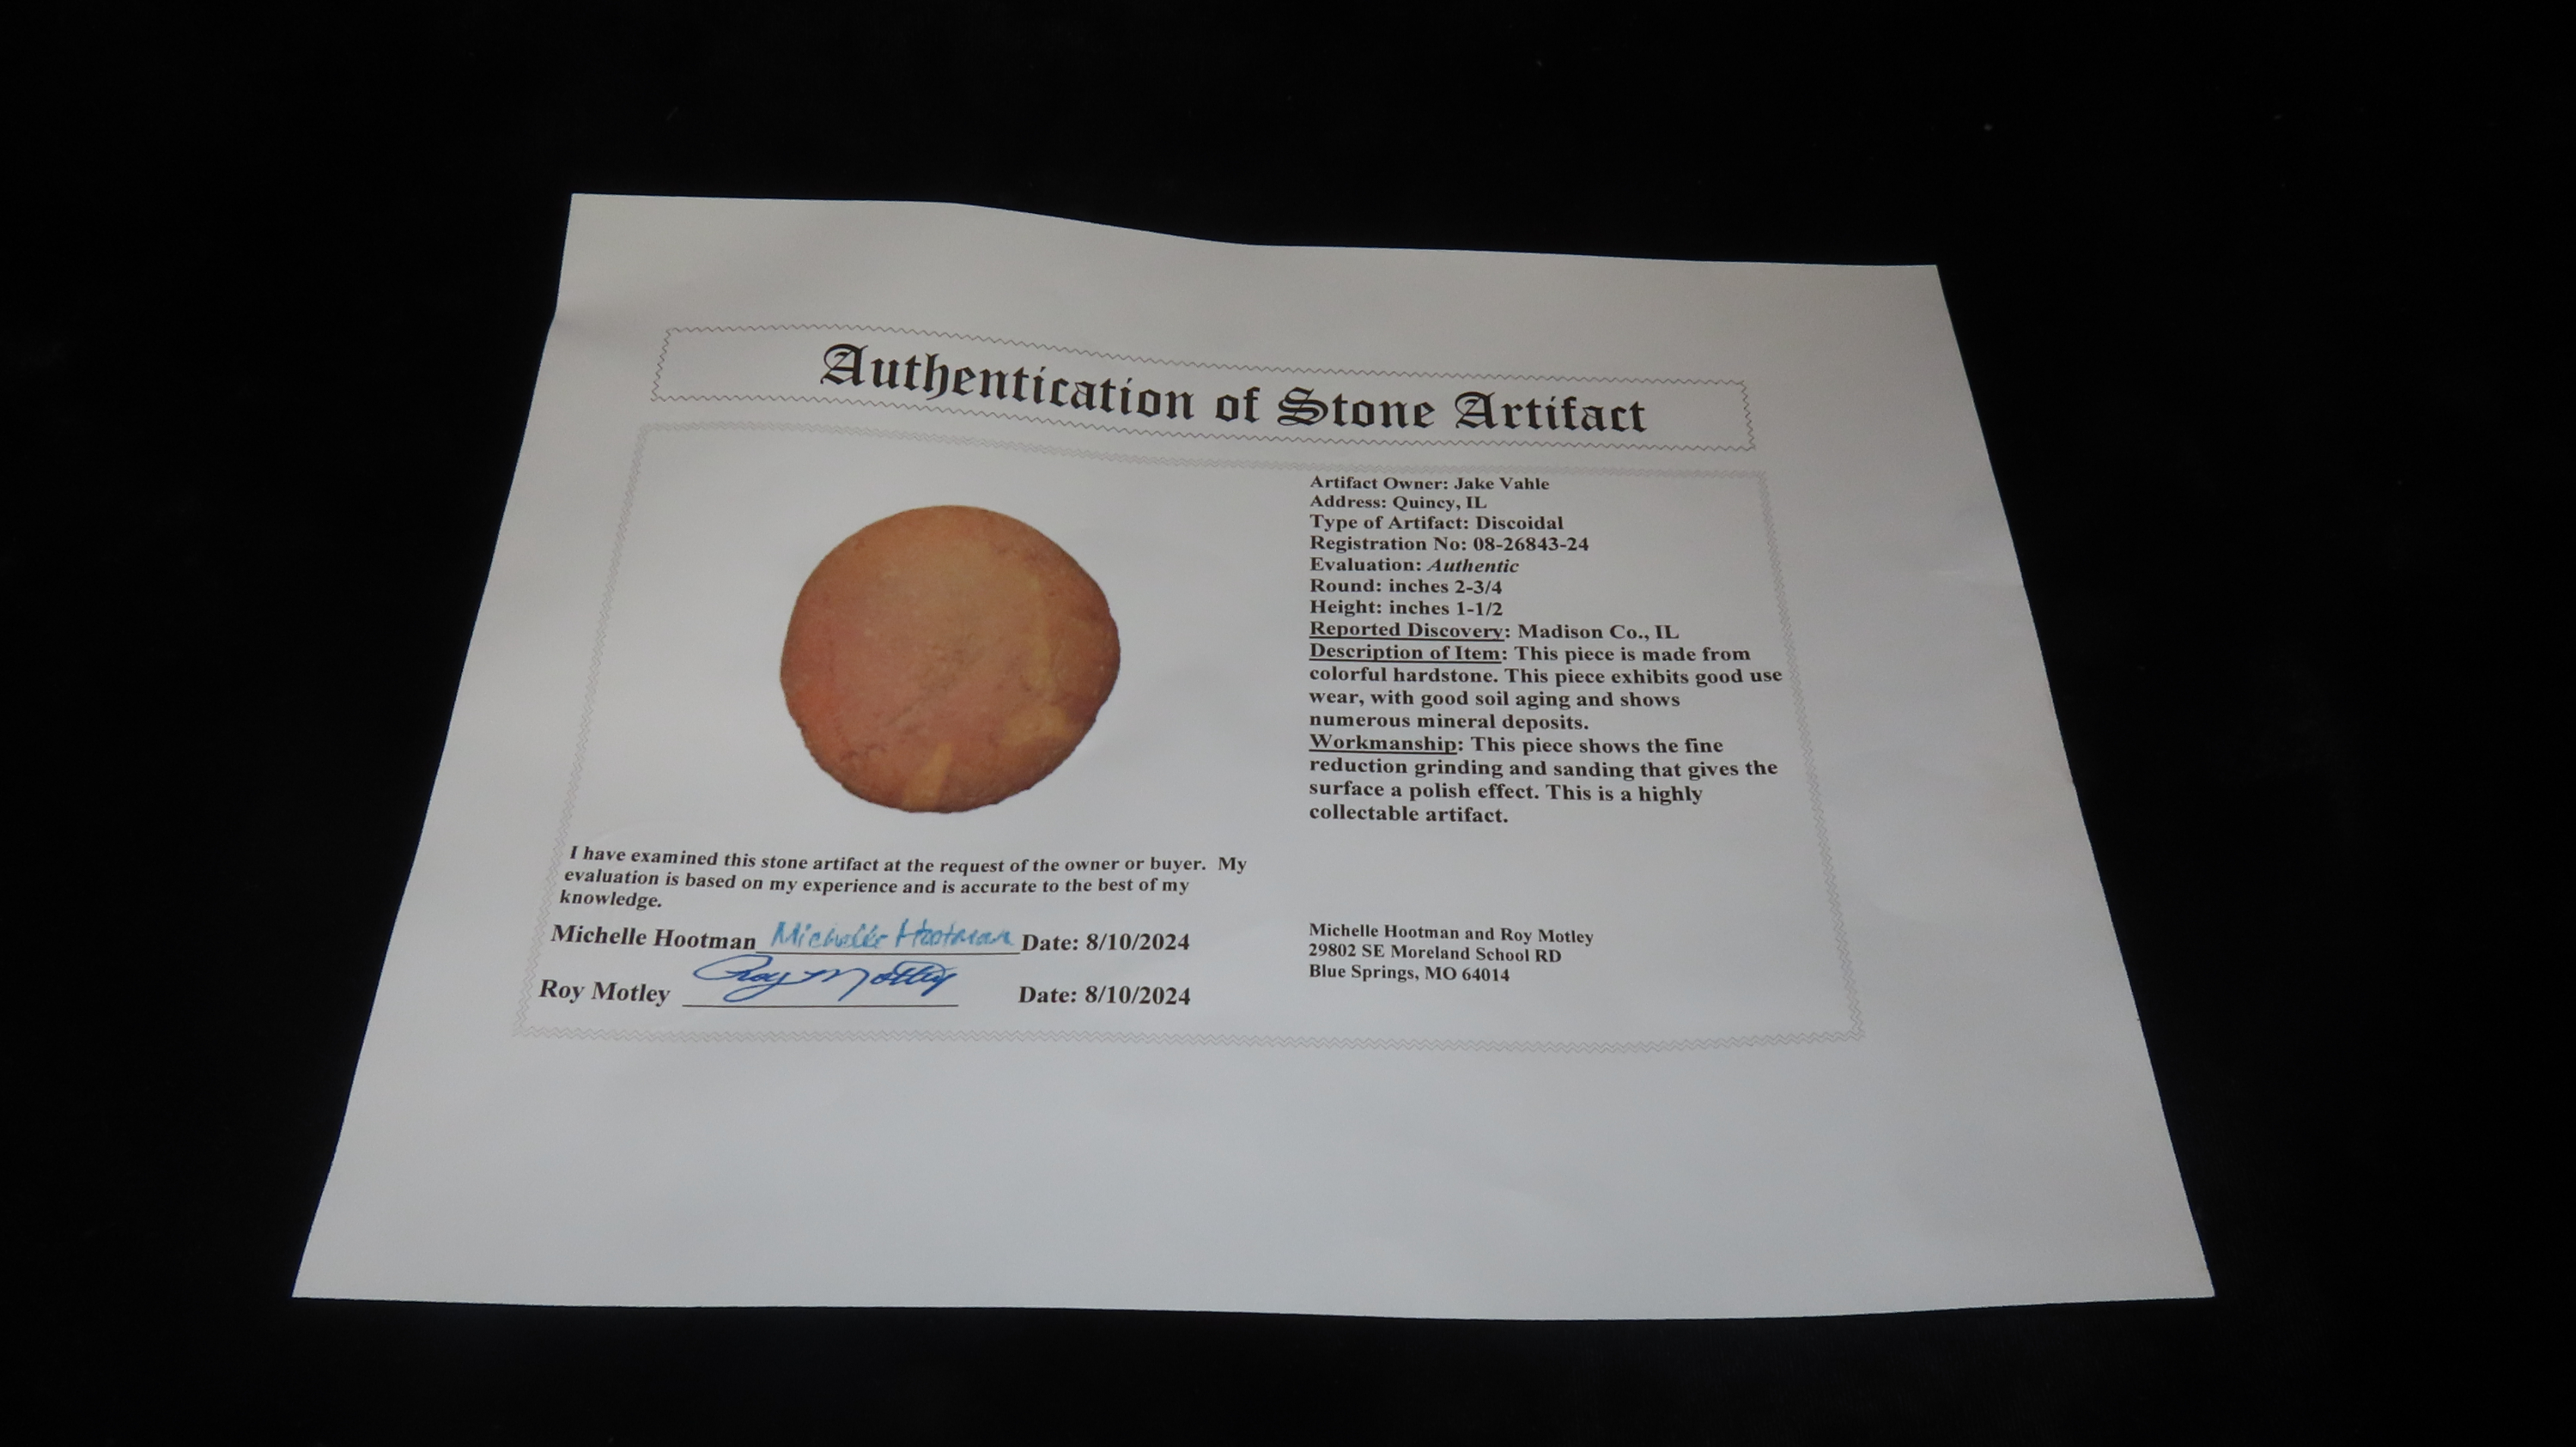 Authentication of Stone Artifact
Artifact Owner: Jake Vahle
Address: Quincy, IL
Type of Artifact: Discoidal
Registration No: 08-26843-24
Evaluation: Authentic
Round: inches 2-3/4
Height: inches 1-1/2
Reported Discovery: Madison Co., IL
Description of Item: This piece is made from
colorful hardstone. This piece exhibits good use
wear, with good soil aging and shows
numerous mineral deposits.
Workmanship: This piece shows the fine
reduction grinding and sanding that gives the
surface a polish effect. This is a highly
collectable artifact.
I have examined this stone artifact at the request of the owner or buyer. My
evaluation is based on my experience and is accurate to the best of my
knowledge.
Michelle Hootman Michelle Hootman Date: 8/10/2024
Roy Motley Roy Motley Date: 8/10/2024
Michelle Hootman and Roy Motley
29802 SE Moreland School RD
Blue Springs, MO 64014